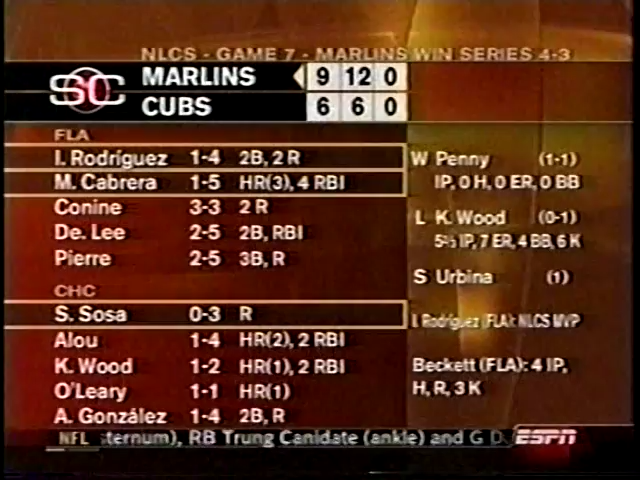 NLCS - GAME 7 - MARLINS WIN SERIES 4-3
SC
MARLINS 9 12 0
CUBS 6 6 0
FLA
I. Rodríguez 1-4 2B, 2 R
M. Cabrera 1-5 HR(3), 4 RBI
Conine 3-3 2 R
De. Lee 2-5 2B, RBI
Pierre 2-5 3B, R
CHC
S. Sosa 0-3 R
Alou 1-4 HR(2), 2 RBI
K. Wood 1-2 HR(1), 2 RBI
O'Leary 1-1 HR(1)
A. González 1-4 2B, R
W Penny (1-1)
IP, 0 H, 0 ER, 0 BB
L K. Wood (0-1)
5⅔ IP, 7 ER, 4 BB, 6 K
S Urbina (1)
I. Rodríguez (FLA): NLCS MVP
Beckett (FLA): 4 IP,
H, R, 3 K
NFL ternum), RB Trung Canidate (ankle) and G D ESPN